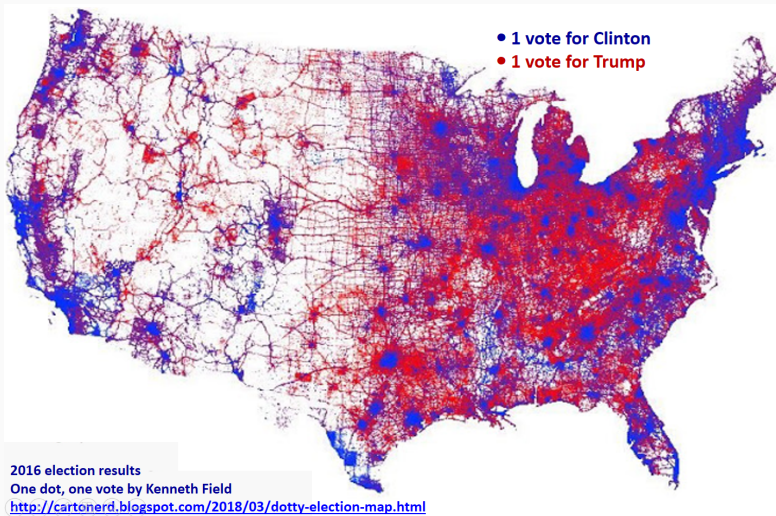 • 1 vote for Clinton
• 1 vote for Trump
2016 election results
One dot, one vote by Kenneth Field
http://cartonerd.blogspot.com/2018/03/dotty-election-map.html